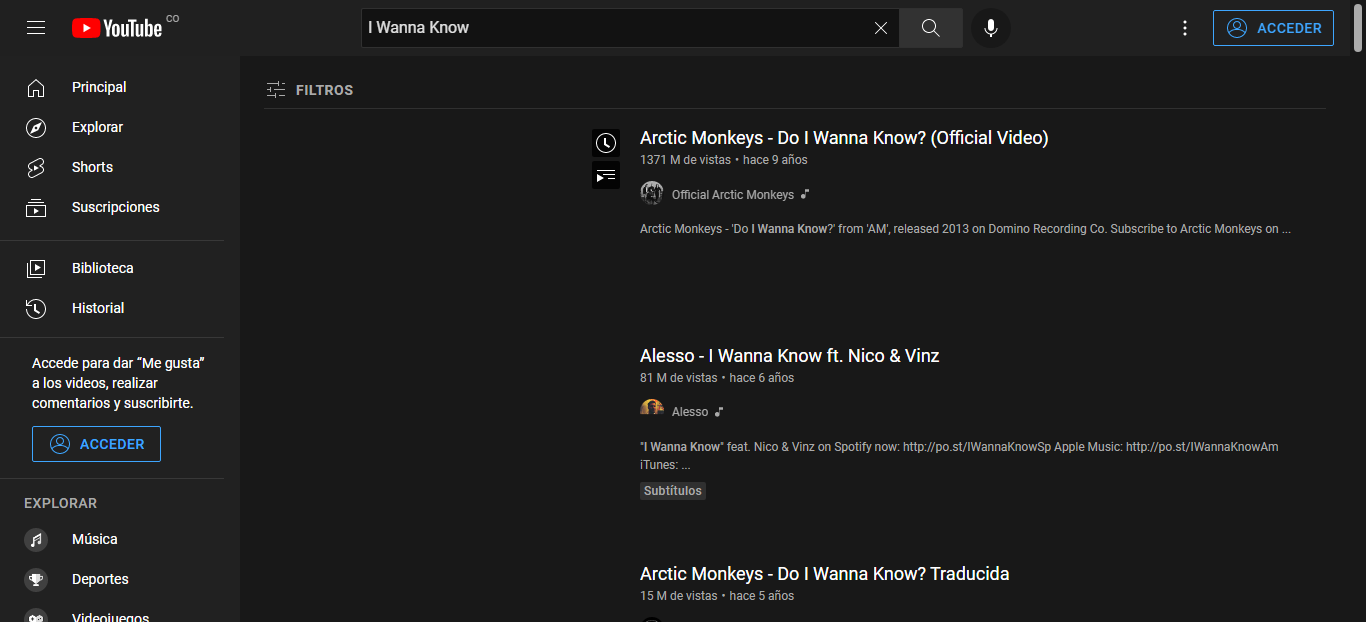 YouTube CO
I Wanna Know
ACCEDER
Principal
Explorar
Shorts
Suscripciones
Biblioteca
Historial
Accede para dar “Me gusta”
a los videos, realizar
comentarios y suscribirte.
ACCEDER
EXPLORAR
Música
Deportes
Videojuegos
FILTROS
Arctic Monkeys - Do I Wanna Know? (Official Video)
1371 M de vistas • hace 9 años
Official Arctic Monkeys
Arctic Monkeys - 'Do I Wanna Know?' from 'AM', released 2013 on Domino Recording Co. Subscribe to Arctic Monkeys on ...
Alesso - I Wanna Know ft. Nico & Vinz
81 M de vistas • hace 6 años
Alesso
"I Wanna Know" feat. Nico & Vinz on Spotify now: http://po.st/IWannaKnowSp Apple Music: http://po.st/IWannaKnowAm
iTunes: ...
Subtítulos
Arctic Monkeys - Do I Wanna Know? Traducida
15 M de vistas • hace 5 años